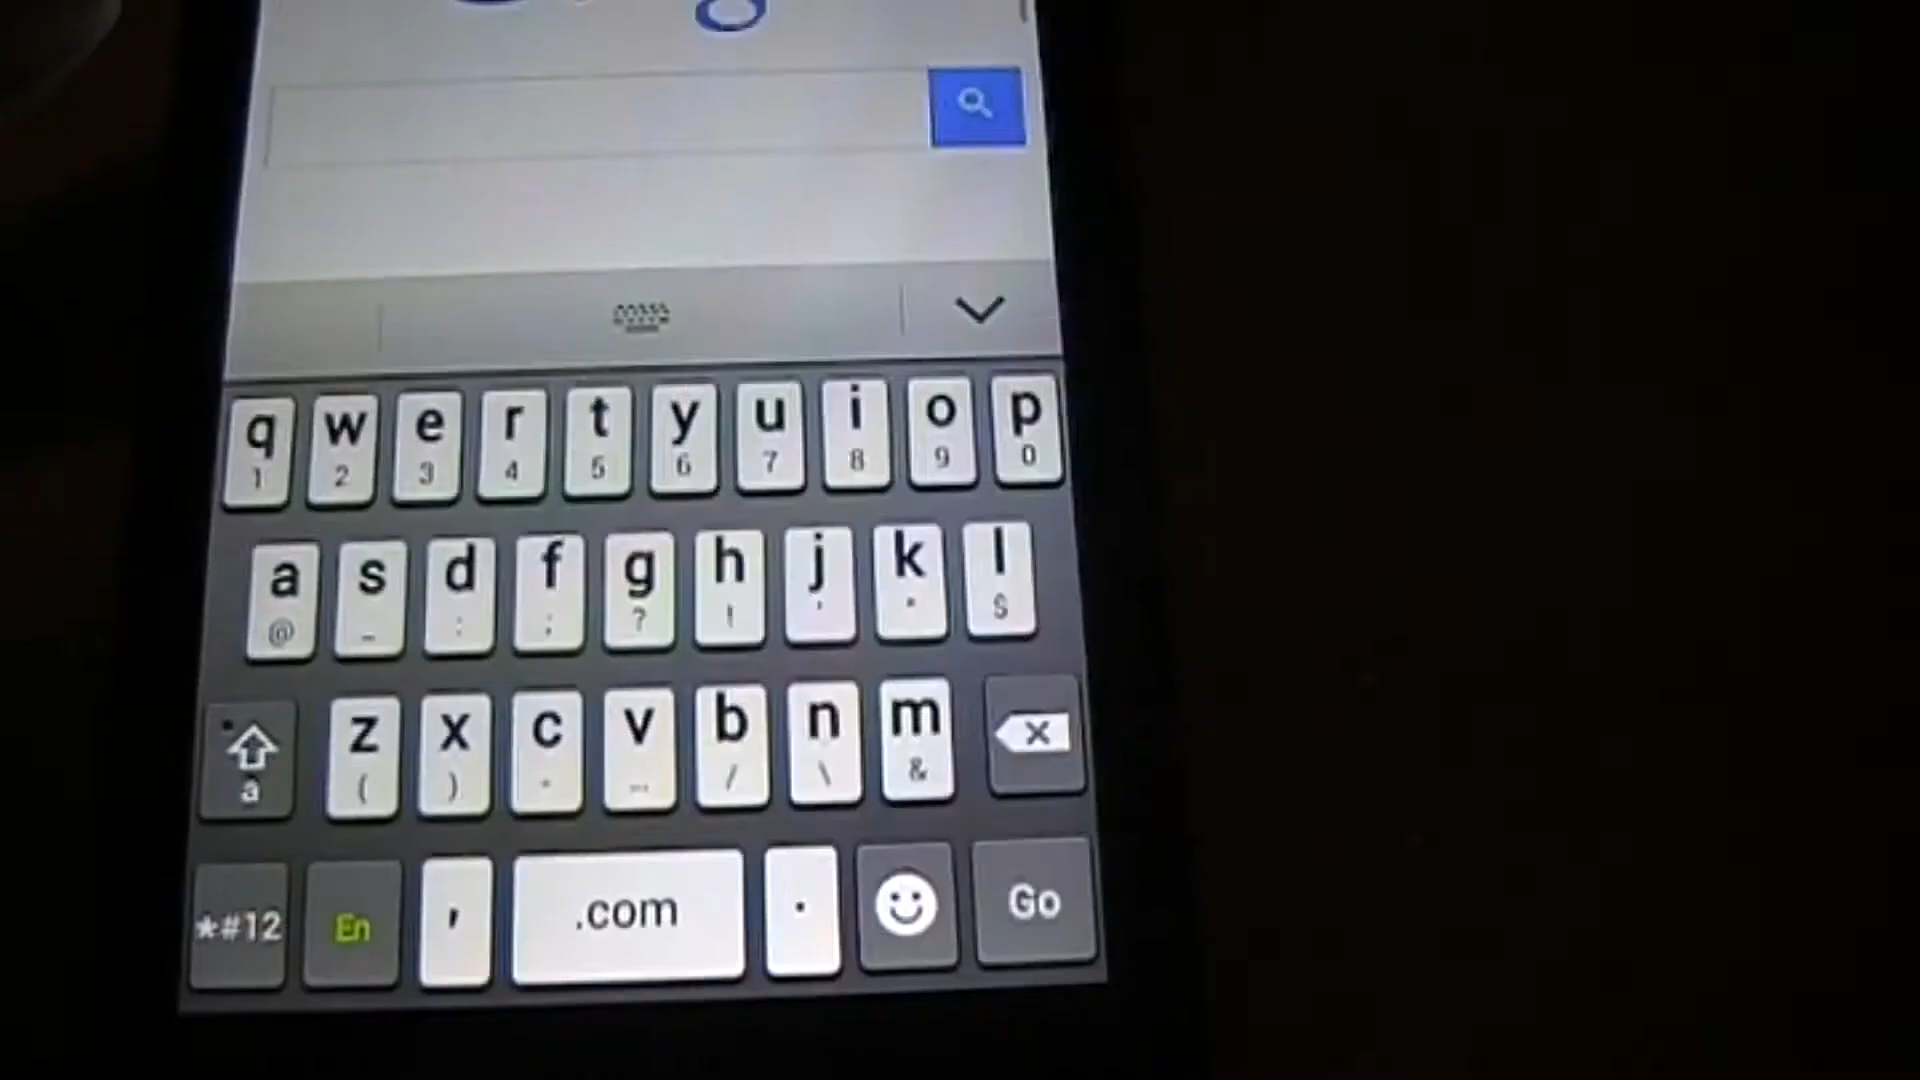 g
q w e r t y u i o p
1 2 3 4 5 6 7 8 9 0
a s d f g h j k l
@ _ : ; ? ! ' $
z x c v b n m
a ( ) - ... / \ &
*#12 En , .com . Go